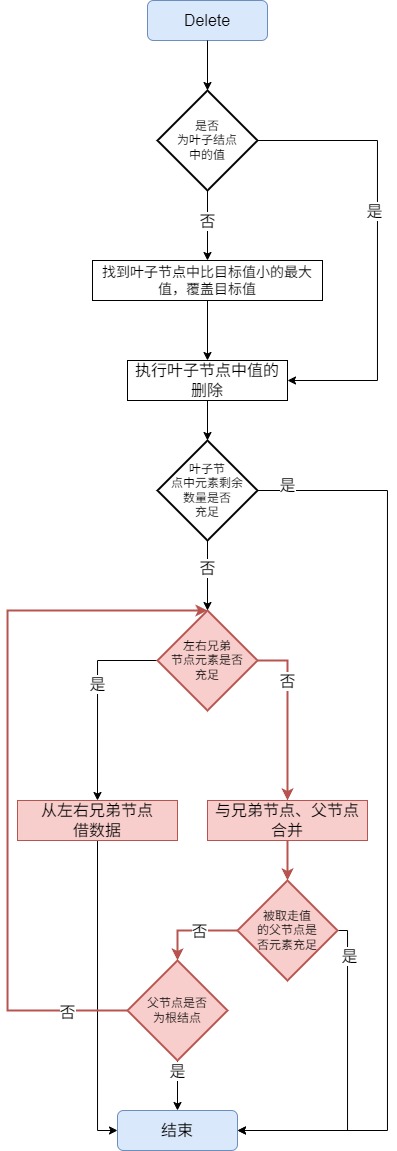 Delete
是否
为叶子结点
中的值
是
否
找到叶子节点中比目标值小的最大
值，覆盖目标值
执行叶子节点中值的
删除
叶子节
点中元素剩余
数量是否
充足
是
否
左右兄弟
节点元素是否
充足
是
否
从左右兄弟节点
借数据
与兄弟节点、父节点
合并
被取走值
的父节点是
否元素充足
否
是
父节点是否
为根结点
否
是
结束